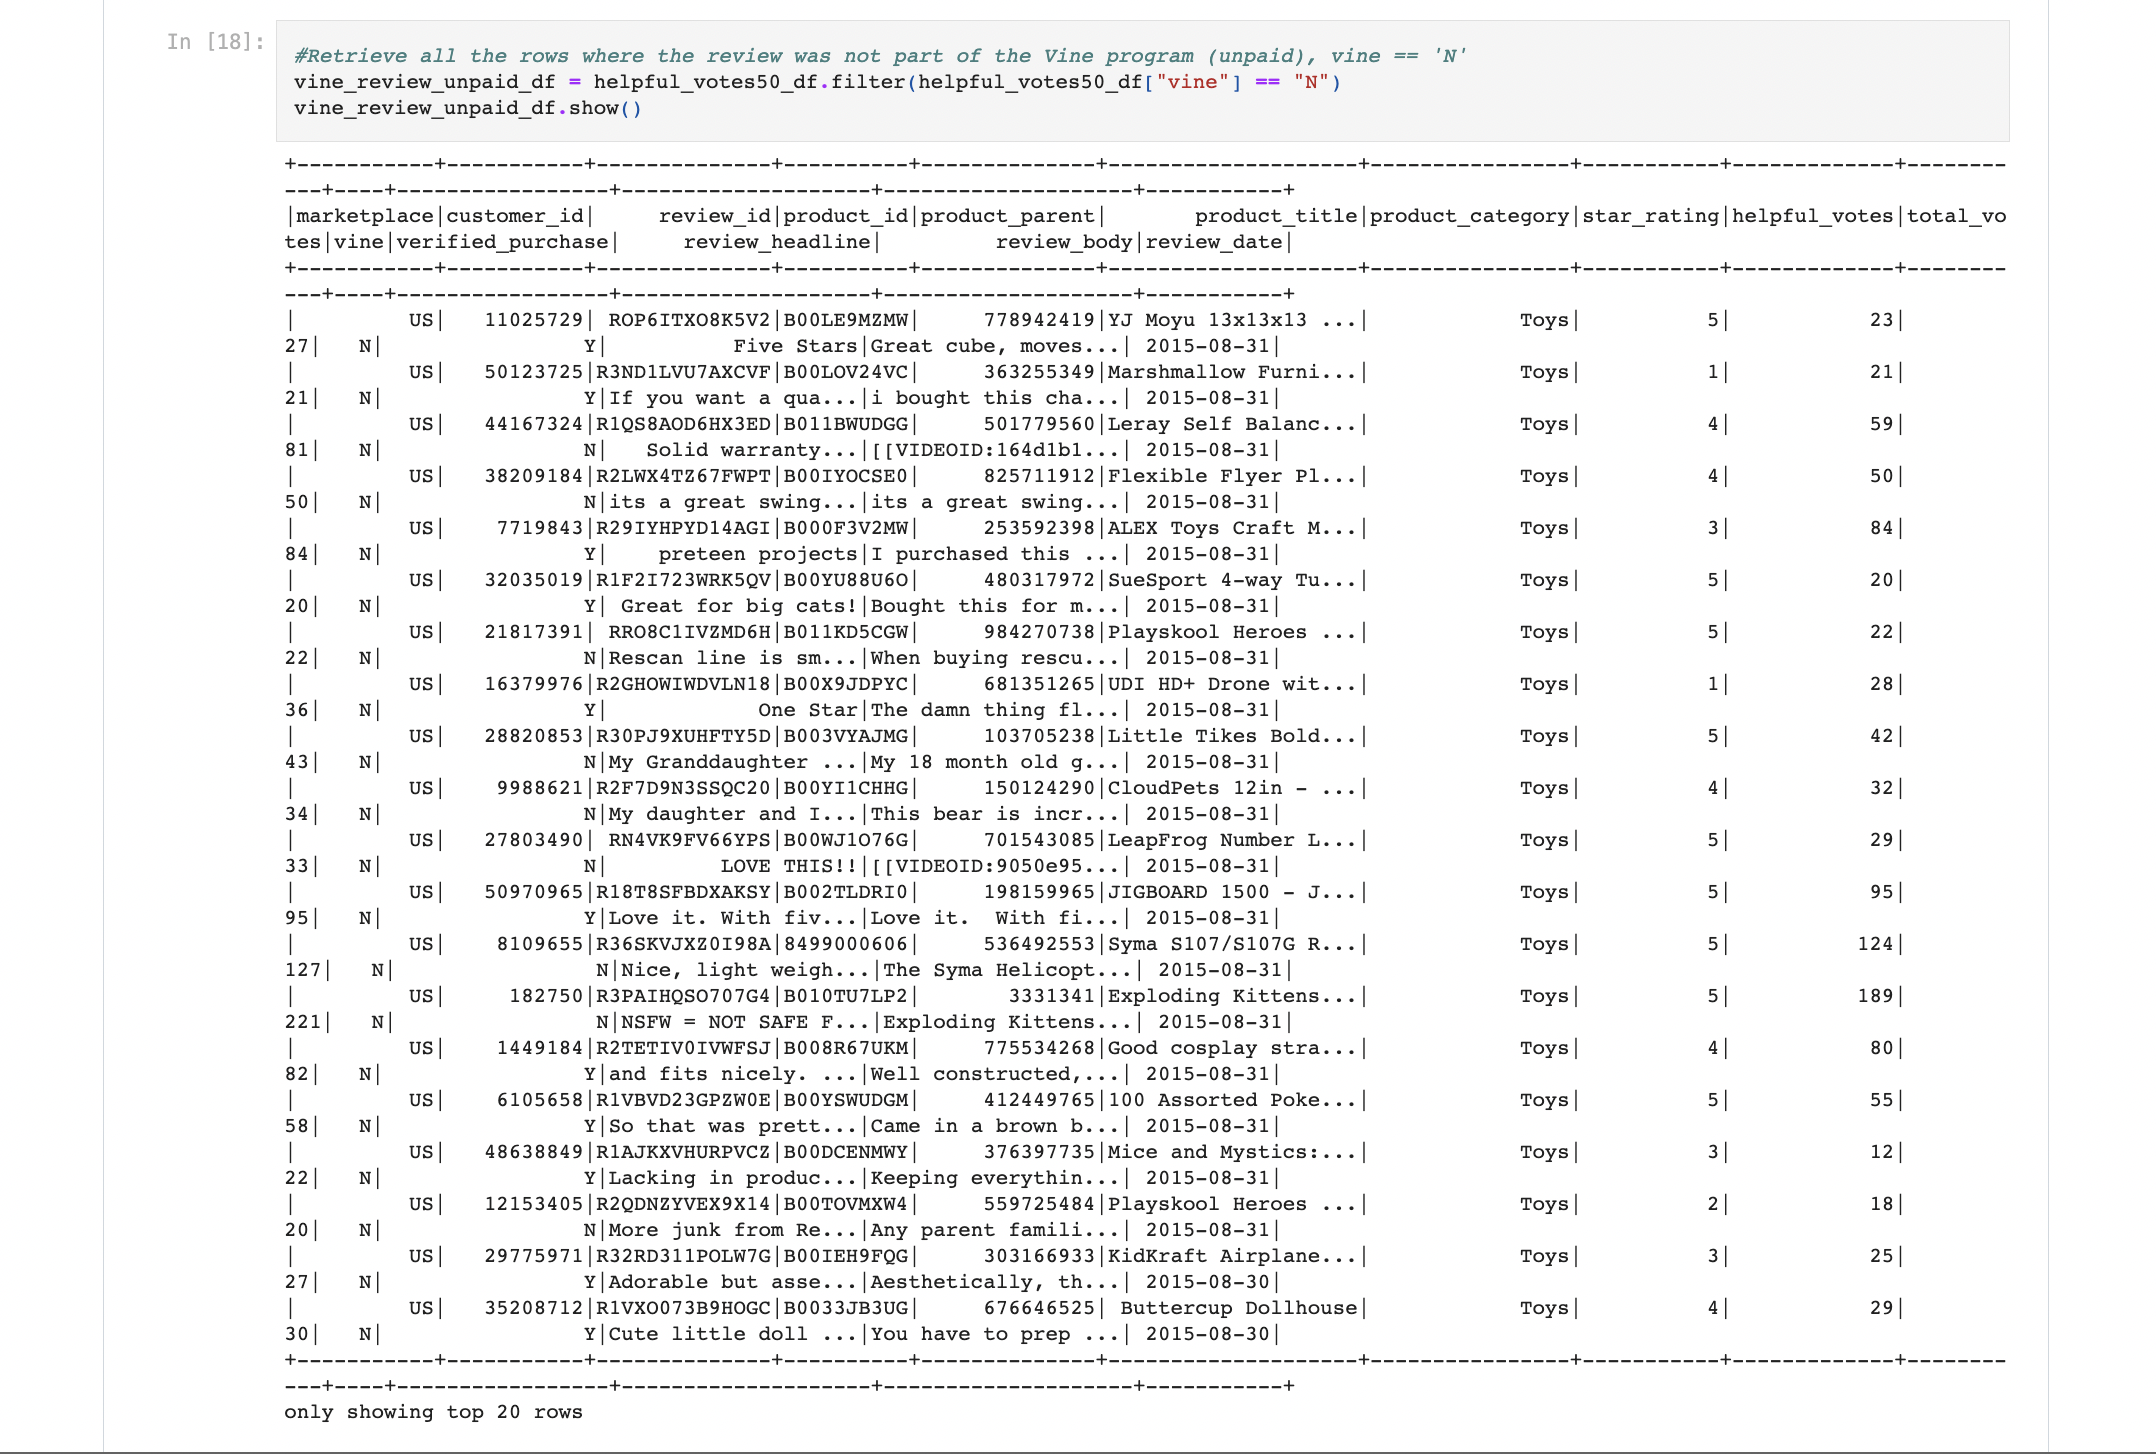 In [18]:
#Retrieve all the rows where the review was not part of the Vine program (unpaid), vine == 'N'
vine_review_unpaid_df = helpful_votes50_df.filter(helpful_votes50_df["vine"] == "N")
vine_review_unpaid_df.show()
+-----------+-----------+--------------+----------+--------------+--------------------+----------------+-----------+-------------+--------
---+----+-----------------+--------------------+--------------------+-----------+
|marketplace|customer_id|     review_id|product_id|product_parent|       product_title|product_category|star_rating|helpful_votes|total_vo
tes|vine|verified_purchase|     review_headline|         review_body|review_date|
+-----------+-----------+--------------+----------+--------------+--------------------+----------------+-----------+-------------+--------
---+----+-----------------+--------------------+--------------------+-----------+
|         US|   11025729| ROP6ITXO8K5V2|B00LE9MZMW|     778942419|YJ Moyu 13x13x13 ...|            Toys|          5|           23|
27|   N|                Y|          Five Stars|Great cube, moves...| 2015-08-31|
|         US|   50123725|R3ND1LVU7AXCVF|B00LOV24VC|     363255349|Marshmallow Furni...|            Toys|          1|           21|
21|   N|                Y|If you want a qua...|i bought this cha...| 2015-08-31|
|         US|   44167324|R1QS8AOD6HX3ED|B011BWUDGG|     501779560|Leray Self Balanc...|            Toys|          4|           59|
81|   N|                N|   Solid warranty...|[[VIDEOID:164d1b1...| 2015-08-31|
|         US|   38209184|R2LWX4TZ67FWPT|B00IYOCSE0|     825711912|Flexible Flyer Pl...|            Toys|          4|           50|
50|   N|                N|its a great swing...|its a great swing...| 2015-08-31|
|         US|    7719843|R29IYHPYD14AGI|B000F3V2MW|     253592398|ALEX Toys Craft M...|            Toys|          3|           84|
84|   N|                Y|    preteen projects|I purchased this ...| 2015-08-31|
|         US|   32035019|R1F2I723WRK5QV|B00YU88U6O|     480317972|SueSport 4-way Tu...|            Toys|          5|           20|
20|   N|                Y| Great for big cats!|Bought this for m...| 2015-08-31|
|         US|   21817391| RRO8C1IVZMD6H|B011KD5CGW|     984270738|Playskool Heroes ...|            Toys|          5|           22|
22|   N|                N|Rescan line is sm...|When buying rescu...| 2015-08-31|
|         US|   16379976|R2GHOWIWDVLN18|B00X9JDPYC|     681351265|UDI HD+ Drone wit...|            Toys|          1|           28|
36|   N|                Y|            One Star|The damn thing fl...| 2015-08-31|
|         US|   28820853|R30PJ9XUHFTY5D|B003VYAJMG|     103705238|Little Tikes Bold...|            Toys|          5|           42|
43|   N|                N|My Granddaughter ...|My 18 month old g...| 2015-08-31|
|         US|    9988621|R2F7D9N3SSQC20|B00YI1CHHG|     150124290|CloudPets 12in - ...|            Toys|          4|           32|
34|   N|                N|My daughter and I...|This bear is incr...| 2015-08-31|
|         US|   27803490| RN4VK9FV66YPS|B00WJ1O76G|     701543085|LeapFrog Number L...|            Toys|          5|           29|
33|   N|                N|         LOVE THIS!!|[[VIDEOID:9050e95...| 2015-08-31|
|         US|   50970965|R18T8SFBDXAKSY|B002TLDRI0|     198159965|JIGBOARD 1500 - J...|            Toys|          5|           95|
95|   N|                Y|Love it. With fiv...|Love it.  With fi...| 2015-08-31|
|         US|    8109655|R36SKVJXZ0I98A|8499000606|     536492553|Syma S107/S107G R...|            Toys|          5|          124|
127|   N|                N|Nice, light weigh...|The Syma Helicopt...| 2015-08-31|
|         US|     182750|R3PAIHQSO707G4|B010TU7LP2|       3331341|Exploding Kittens...|            Toys|          5|          189|
221|   N|                N|NSFW = NOT SAFE F...|Exploding Kittens...| 2015-08-31|
|         US|    1449184|R2TETIV0IVWFSJ|B008R67UKM|     775534268|Good cosplay stra...|            Toys|          4|           80|
82|   N|                Y|and fits nicely. ...|Well constructed,...| 2015-08-31|
|         US|    6105658|R1VBVD23GPZW0E|B00YSWUDGM|     412449765|100 Assorted Poke...|            Toys|          5|           55|
58|   N|                Y|So that was prett...|Came in a brown b...| 2015-08-31|
|         US|   48638849|R1AJKXVHURPVCZ|B00DCENMWY|     376397735|Mice and Mystics:...|            Toys|          3|           12|
22|   N|                Y|Lacking in produc...|Keeping everythin...| 2015-08-31|
|         US|   12153405|R2QDNZYVEX9X14|B00TOVMXW4|     559725484|Playskool Heroes ...|            Toys|          2|           18|
20|   N|                N|More junk from Re...|Any parent famili...| 2015-08-31|
|         US|   29775971|R32RD311POLW7G|B00IEH9FQG|     303166933|KidKraft Airplane...|            Toys|          3|           25|
27|   N|                Y|Adorable but asse...|Aesthetically, th...| 2015-08-30|
|         US|   35208712|R1VXO073B9HOGC|B0033JB3UG|     676646525| Buttercup Dollhouse|            Toys|          4|           29|
30|   N|                Y|Cute little doll ...|You have to prep ...| 2015-08-30|
+-----------+-----------+--------------+----------+--------------+--------------------+----------------+-----------+-------------+--------
---+----+-----------------+--------------------+--------------------+-----------+
only showing top 20 rows